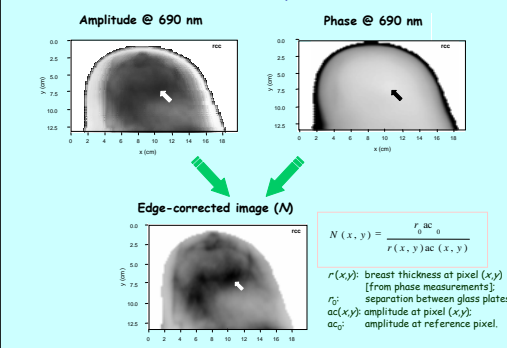 Amplitude @ 690 nm
Phase @ 690 nm
rcc
rcc
0.0
2.5
5.0
7.5
10.0
12.5
y (cm)
0 2 4 6 8 10 12 14 16 18
x (cm)
0.0
2.5
5.0
7.5
10.0
12.5
y (cm)
0 2 4 6 8 10 12 14 16 18
x (cm)
Edge-corrected image (N)
rcc
0.0
2.5
5.0
7.5
10.0
12.5
y (cm)
0 2 4 6 8 10 12 14 16 18
N (x, y) = r0 ac0 / r(x, y) ac (x, y)
r(x,y): breast thickness at pixel (x,y)
[from phase measurements];
r0: separation between glass plates
ac(x,y): amplitude at pixel (x,y);
ac0: amplitude at reference pixel.